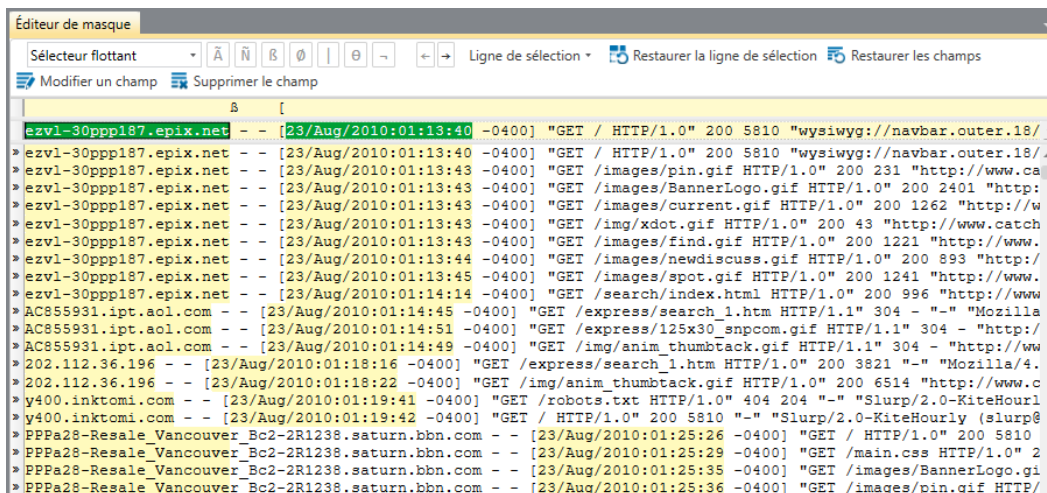 Éditeur de masque
Sélecteur flottant Ã Ñ ß Ø | θ ¬ ← → Ligne de sélection Restaurer la ligne de sélection Restaurer les champs
Modifier un champ Supprimer le champ
ß [
ezvl-30ppp187.epix.net - - [23/Aug/2010:01:13:40 -0400] "GET / HTTP/1.0" 200 5810 "wysiwyg://navbar.outer.18/
» ezvl-30ppp187.epix.net - - [23/Aug/2010:01:13:40 -0400] "GET / HTTP/1.0" 200 5810 "wysiwyg://navbar.outer.18/
» ezvl-30ppp187.epix.net - - [23/Aug/2010:01:13:43 -0400] "GET /images/pin.gif HTTP/1.0" 200 231 "http://www.ca
» ezvl-30ppp187.epix.net - - [23/Aug/2010:01:13:43 -0400] "GET /images/BannerLogo.gif HTTP/1.0" 200 2401 "http:
» ezvl-30ppp187.epix.net - - [23/Aug/2010:01:13:43 -0400] "GET /images/current.gif HTTP/1.0" 200 1262 "http://w
» ezvl-30ppp187.epix.net - - [23/Aug/2010:01:13:43 -0400] "GET /img/xdot.gif HTTP/1.0" 200 43 "http://www.catch
» ezvl-30ppp187.epix.net - - [23/Aug/2010:01:13:43 -0400] "GET /images/find.gif HTTP/1.0" 200 1221 "http://www.
» ezvl-30ppp187.epix.net - - [23/Aug/2010:01:13:44 -0400] "GET /images/newdiscuss.gif HTTP/1.0" 200 893 "http:/
» ezvl-30ppp187.epix.net - - [23/Aug/2010:01:13:45 -0400] "GET /images/spot.gif HTTP/1.0" 200 1241 "http://www.
» ezvl-30ppp187.epix.net - - [23/Aug/2010:01:14:14 -0400] "GET /search/index.html HTTP/1.0" 200 996 "http://www
» AC855931.ipt.aol.com - - [23/Aug/2010:01:14:45 -0400] "GET /express/search_1.htm HTTP/1.1" 304 - "-" "Mozilla
» AC855931.ipt.aol.com - - [23/Aug/2010:01:14:51 -0400] "GET /express/125x30_snpcom.gif HTTP/1.1" 304 - "http:/
» AC855931.ipt.aol.com - - [23/Aug/2010:01:14:49 -0400] "GET /img/anim_thumbtack.gif HTTP/1.1" 304 - "http://ww
» 202.112.36.196 - - [23/Aug/2010:01:18:16 -0400] "GET /express/search_1.htm HTTP/1.0" 200 3821 "-" "Mozilla/4.
» 202.112.36.196 - - [23/Aug/2010:01:18:22 -0400] "GET /img/anim_thumbtack.gif HTTP/1.0" 200 6514 "http://www.c
» y400.inktomi.com - - [23/Aug/2010:01:19:41 -0400] "GET /robots.txt HTTP/1.0" 404 204 "-" "Slurp/2.0-KiteHourl
» y400.inktomi.com - - [23/Aug/2010:01:19:42 -0400] "GET / HTTP/1.0" 200 5810 "-" "Slurp/2.0-KiteHourly (slurp@
» PPPa28-Resale_Vancouver_Bc2-2R1238.saturn.bbn.com - - [23/Aug/2010:01:25:26 -0400] "GET / HTTP/1.0" 200 5810
» PPPa28-Resale_Vancouver_Bc2-2R1238.saturn.bbn.com - - [23/Aug/2010:01:25:29 -0400] "GET /main.css HTTP/1.0" 2
» PPPa28-Resale_Vancouver_Bc2-2R1238.saturn.bbn.com - - [23/Aug/2010:01:25:35 -0400] "GET /images/BannerLogo.gi
» PPPa28-Resale_Vancouver_Bc2-2R1238.saturn.bbn.com - - [23/Aug/2010:01:25:36 -0400] "GET /images/pin.gif HTTP/